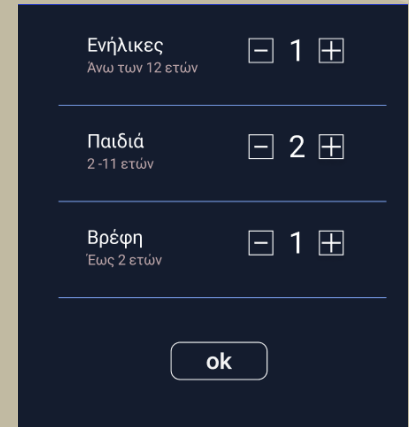 Ενήλικες
Άνω των 12 ετών
1
Παιδιά
2 -11 ετών
2
Βρέφη
Έως 2 ετών
1
ok